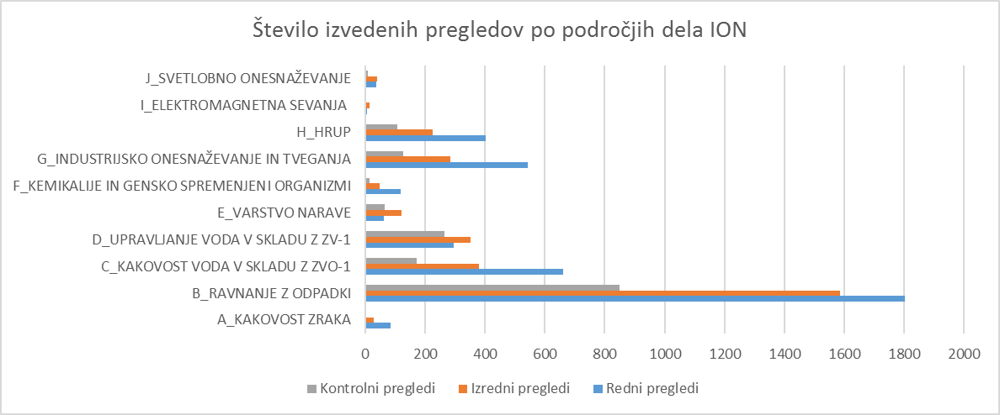 Število izvedenih pregledov po področjih dela ION
J_SVETLOBNO ONESNAŽEVANJE
I_ELEKTROMAGNETNA SEVANJA
H_HRUP
G_INDUSTRIJSKO ONESNAŽEVANJE IN TVEGANJA
F_KEMIKALIJE IN GENSKO SPREMENJENI ORGANIZMI
E_VARSTVO NARAVE
D_UPRAVLJANJE VODA V SKLADU Z ZV-1
C_KAKOVOST VODA V SKLADU Z ZVO-1
B_RAVNANJE Z ODPADKI
A_KAKOVOST ZRAKA
0 200 400 600 800 1000 1200 1400 1600 1800 2000
Kontrolni pregledi Izredni pregledi Redni pregledi